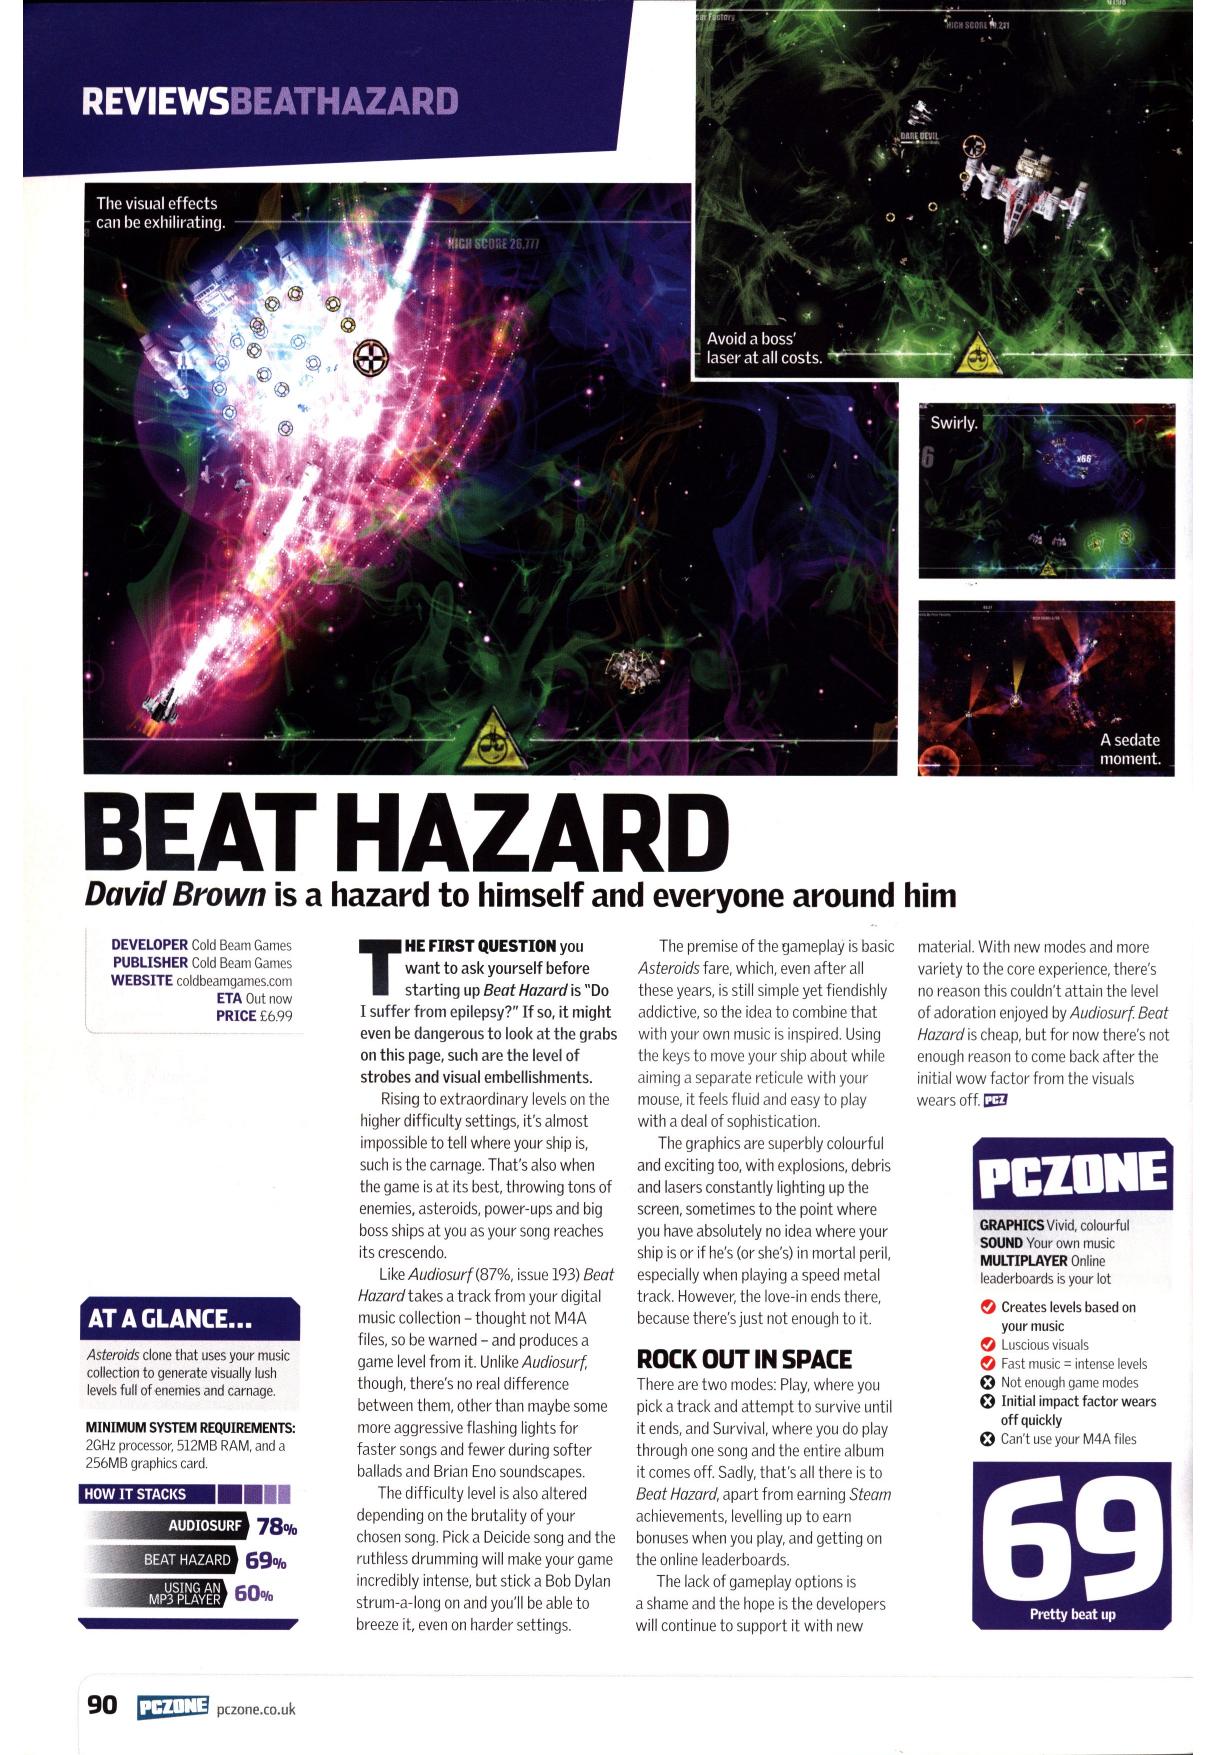 REVIEWSBEATHAZARD
The visual effects
can be exhilirating.
HIGH SCORE 26,777
HIGH SCORE 19,211
DARE DEVIL
Avoid a boss'
laser at all costs.
Swirly.
x66
6
A sedate
moment.
BEAT HAZARD
David Brown is a hazard to himself and everyone around him
DEVELOPER Cold Beam Games
PUBLISHER Cold Beam Games
WEBSITE coldbeamgames.com
ETA Out now
PRICE £6.99
THE FIRST QUESTION you
want to ask yourself before
starting up Beat Hazard is "Do
I suffer from epilepsy?" If so, it might
even be dangerous to look at the grabs
on this page, such are the level of
strobes and visual embellishments.
Rising to extraordinary levels on the
higher difficulty settings, it's almost
impossible to tell where your ship is,
such is the carnage. That's also when
the game is at its best, throwing tons of
enemies, asteroids, power-ups and big
boss ships at you as your song reaches
its crescendo.
Like Audiosurf (87%, issue 193) Beat
Hazard takes a track from your digital
music collection – thought not M4A
files, so be warned – and produces a
game level from it. Unlike Audiosurf,
though, there's no real difference
between them, other than maybe some
more aggressive flashing lights for
faster songs and fewer during softer
ballads and Brian Eno soundscapes.
The difficulty level is also altered
depending on the brutality of your
chosen song. Pick a Deicide song and the
ruthless drumming will make your game
incredibly intense, but stick a Bob Dylan
strum-a-long on and you'll be able to
breeze it, even on harder settings.
The premise of the gameplay is basic
Asteroids fare, which, even after all
these years, is still simple yet fiendishly
addictive, so the idea to combine that
with your own music is inspired. Using
the keys to move your ship about while
aiming a separate reticule with your
mouse, it feels fluid and easy to play
with a deal of sophistication.
The graphics are superbly colourful
and exciting too, with explosions, debris
and lasers constantly lighting up the
screen, sometimes to the point where
you have absolutely no idea where your
ship is or if he's (or she's) in mortal peril,
especially when playing a speed metal
track. However, the love-in ends there,
because there's just not enough to it.
ROCK OUT IN SPACE
There are two modes: Play, where you
pick a track and attempt to survive until
it ends, and Survival, where you do play
through one song and the entire album
it comes off. Sadly, that's all there is to
Beat Hazard, apart from earning Steam
achievements, levelling up to earn
bonuses when you play, and getting on
the online leaderboards.
The lack of gameplay options is
a shame and the hope is the developers
will continue to support it with new
material. With new modes and more
variety to the core experience, there's
no reason this couldn't attain the level
of adoration enjoyed by Audiosurf. Beat
Hazard is cheap, but for now there's not
enough reason to come back after the
initial wow factor from the visuals
wears off. PCZ
AT A GLANCE...
Asteroids clone that uses your music
collection to generate visually lush
levels full of enemies and carnage.
MINIMUM SYSTEM REQUIREMENTS:
2GHz processor, 512MB RAM, and a
256MB graphics card.
HOW IT STACKS
AUDIOSURF 78%
BEAT HAZARD 69%
USING AN
MP3 PLAYER 60%
PCZONE
GRAPHICS Vivid, colourful
SOUND Your own music
MULTIPLAYER Online
leaderboards is your lot
Creates levels based on
your music
Luscious visuals
Fast music = intense levels
Not enough game modes
Initial impact factor wears
off quickly
Can't use your M4A files
69
Pretty beat up
90 PCZONE pczone.co.uk